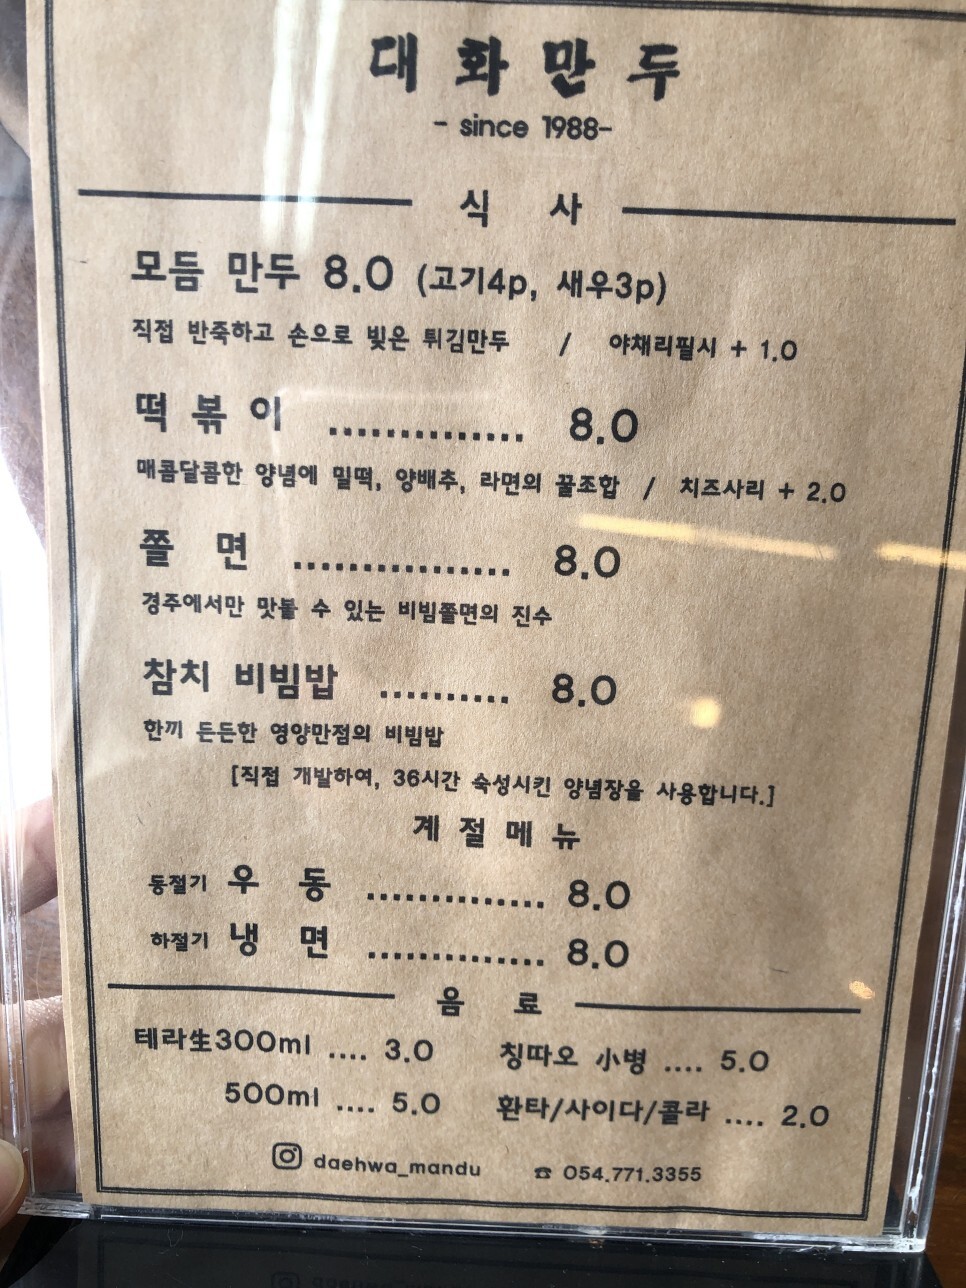 대화만두
- since 1988-
식 사
모듬 만두 8.0 (고기4p, 새우3p)
직접 반죽하고 손으로 빚은 튀김만두 / 야채리필시 + 1.0
떡 볶 이 .............. 8.0
매콤달콤한 양념에 밀떡, 양배추, 라면의 꿀조합 / 치즈사리 + 2.0
쫄 면 ................ 8.0
경주에서만 맛볼 수 있는 비빔쫄면의 진수
참치 비빔밥 .......... 8.0
한끼 든든한 영양만점의 비빔밥
[직접 개발하여, 36시간 숙성시킨 양념장을 사용합니다.]
계 절 메 뉴
동절기 우 동 .............. 8.0
하절기 냉 면 .............. 8.0
음 료
테라生300ml .... 3.0 칭따오 小병 .... 5.0
500ml .... 5.0 환타/사이다/콜라 .... 2.0
daehwa_mandu ☎ 054.771.3355